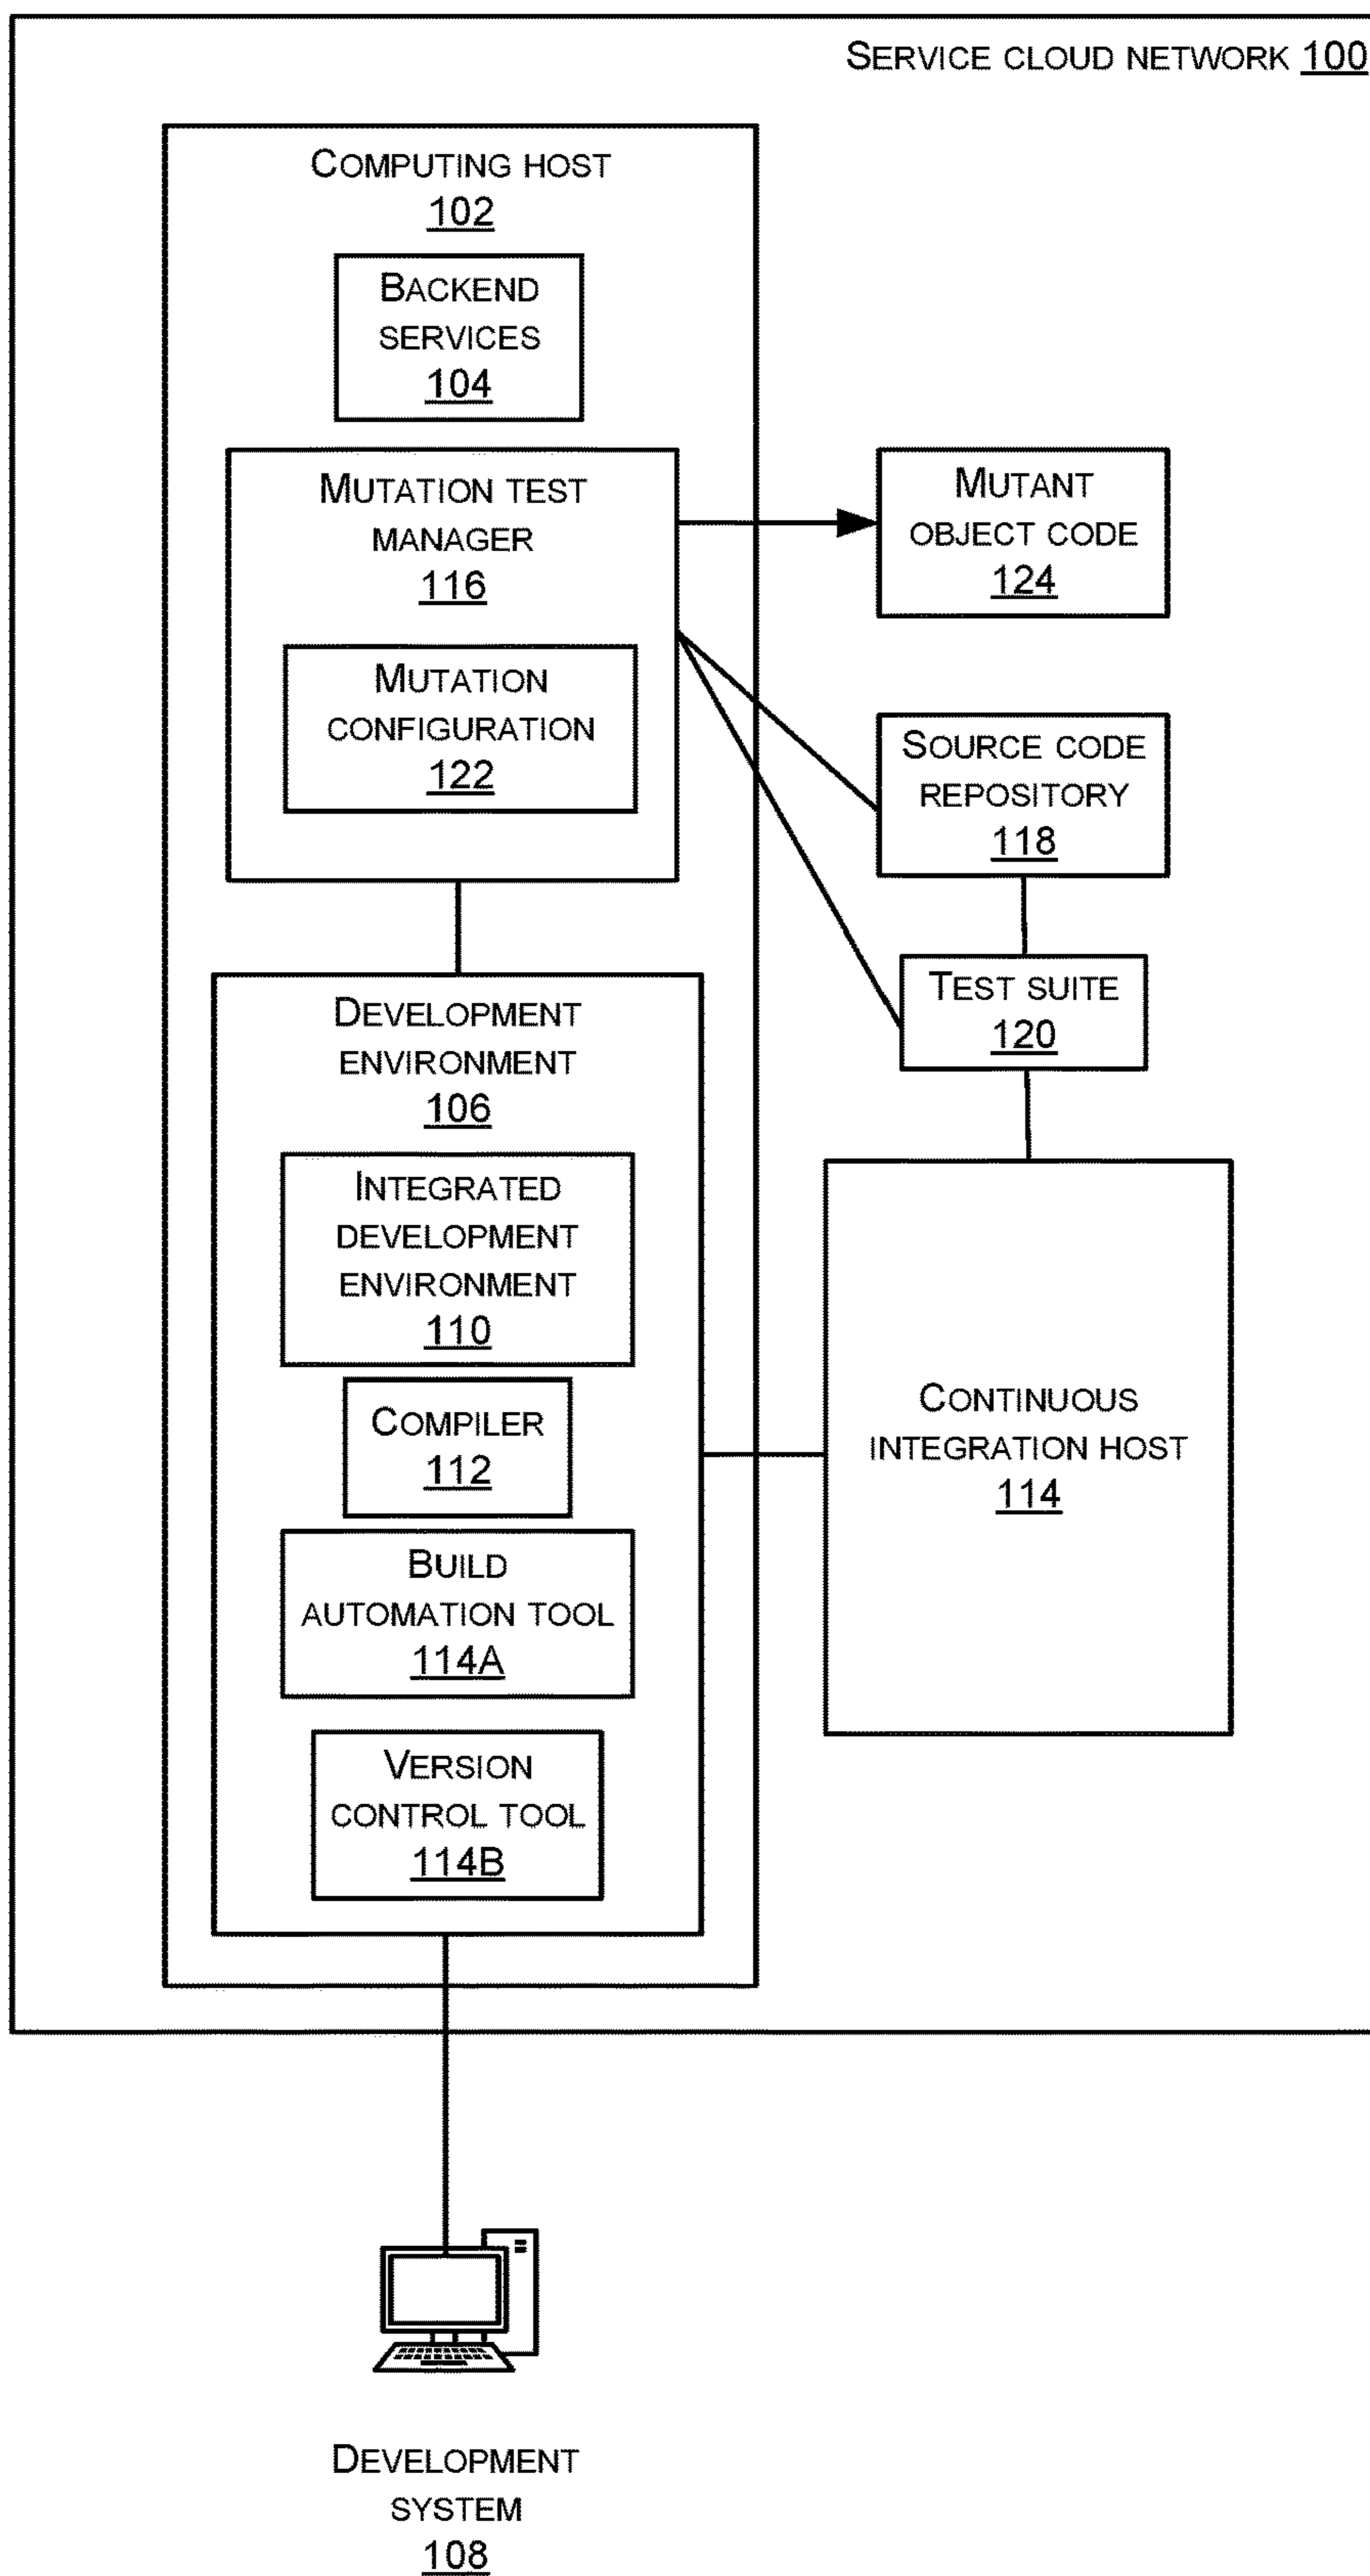 SERVICE CLOUD NETWORK 100
COMPUTING HOST
102
BACKEND
SERVICES
104
MUTATION TEST
MANAGER
116
MUTANT
OBJECT CODE
124
MUTATION
CONFIGURATION
122
SOURCE CODE
REPOSITORY
118
TEST SUITE
120
DEVELOPMENT
ENVIRONMENT
106
INTEGRATED
DEVELOPMENT
ENVIRONMENT
110
COMPILER
112
CONTINUOUS
INTEGRATION HOST
114
BUILD
AUTOMATION TOOL
114A
VERSION
CONTROL TOOL
114B
DEVELOPMENT
SYSTEM
108